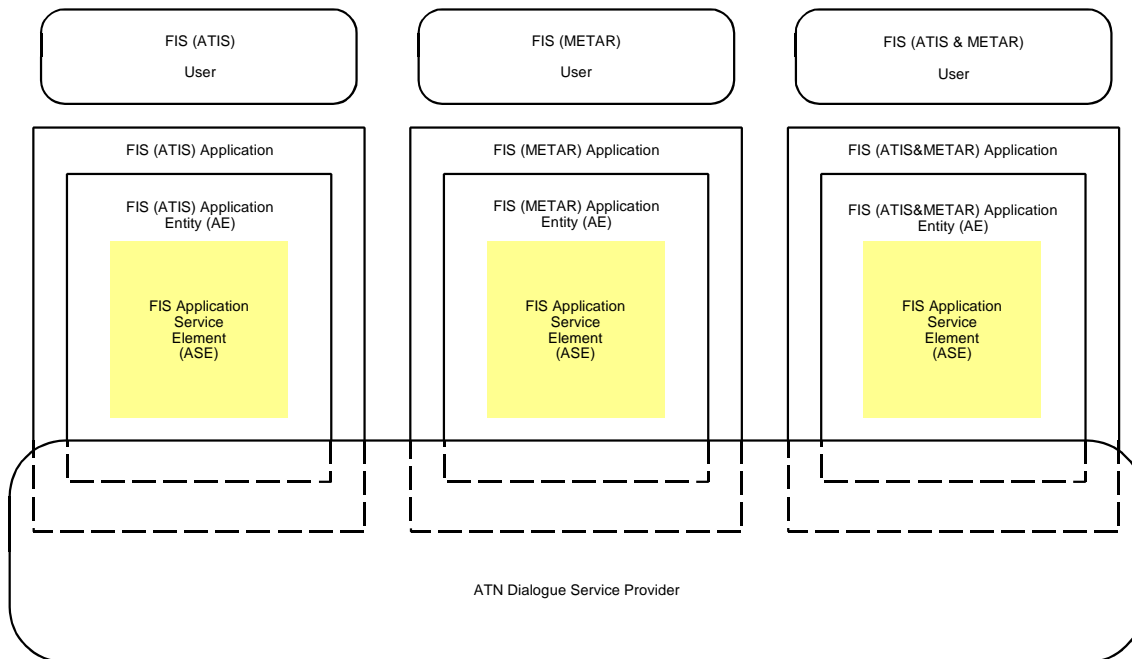 FIS (ATIS)
User
FIS (METAR)
User
FIS (ATIS & METAR)
User
FIS (ATIS) Application
FIS (ATIS) Application
Entity (AE)
FIS Application
Service
Element
(ASE)
FIS (METAR) Application
FIS (METAR) Application
Entity (AE)
FIS Application
Service
Element
(ASE)
FIS (ATIS&METAR) Application
FIS (ATIS&METAR) Application
Entity (AE)
FIS Application
Service
Element
(ASE)
ATN Dialogue Service Provider